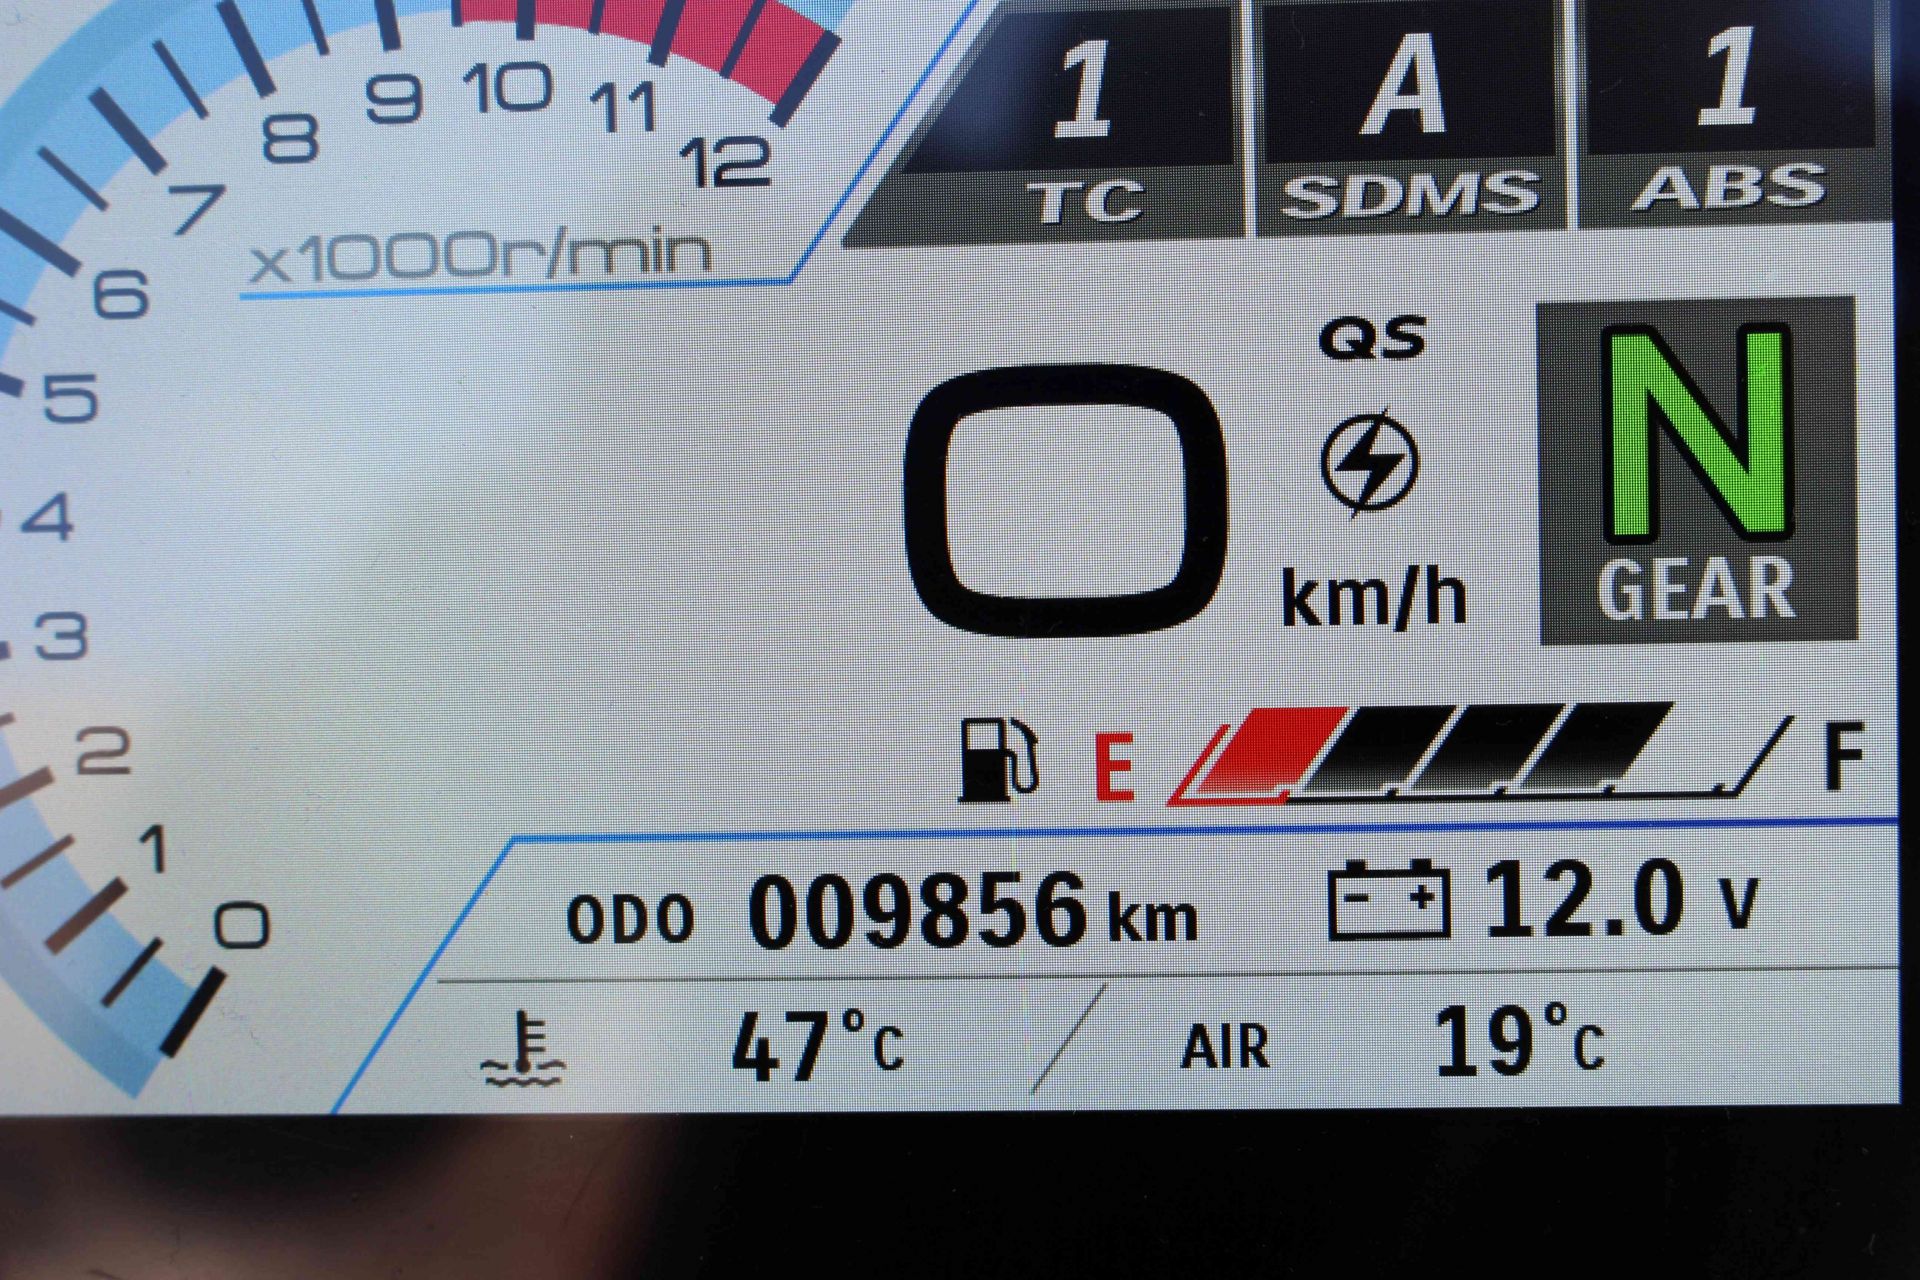 1 A 1
TC SDMS ABS
9 10 11
8 12
7
x1000r/min
6
QS
N
5
0
4
km/h GEAR
3
2
E F
1
0
ODO 009856 km - + 12.0 V
47°C AIR 19°C